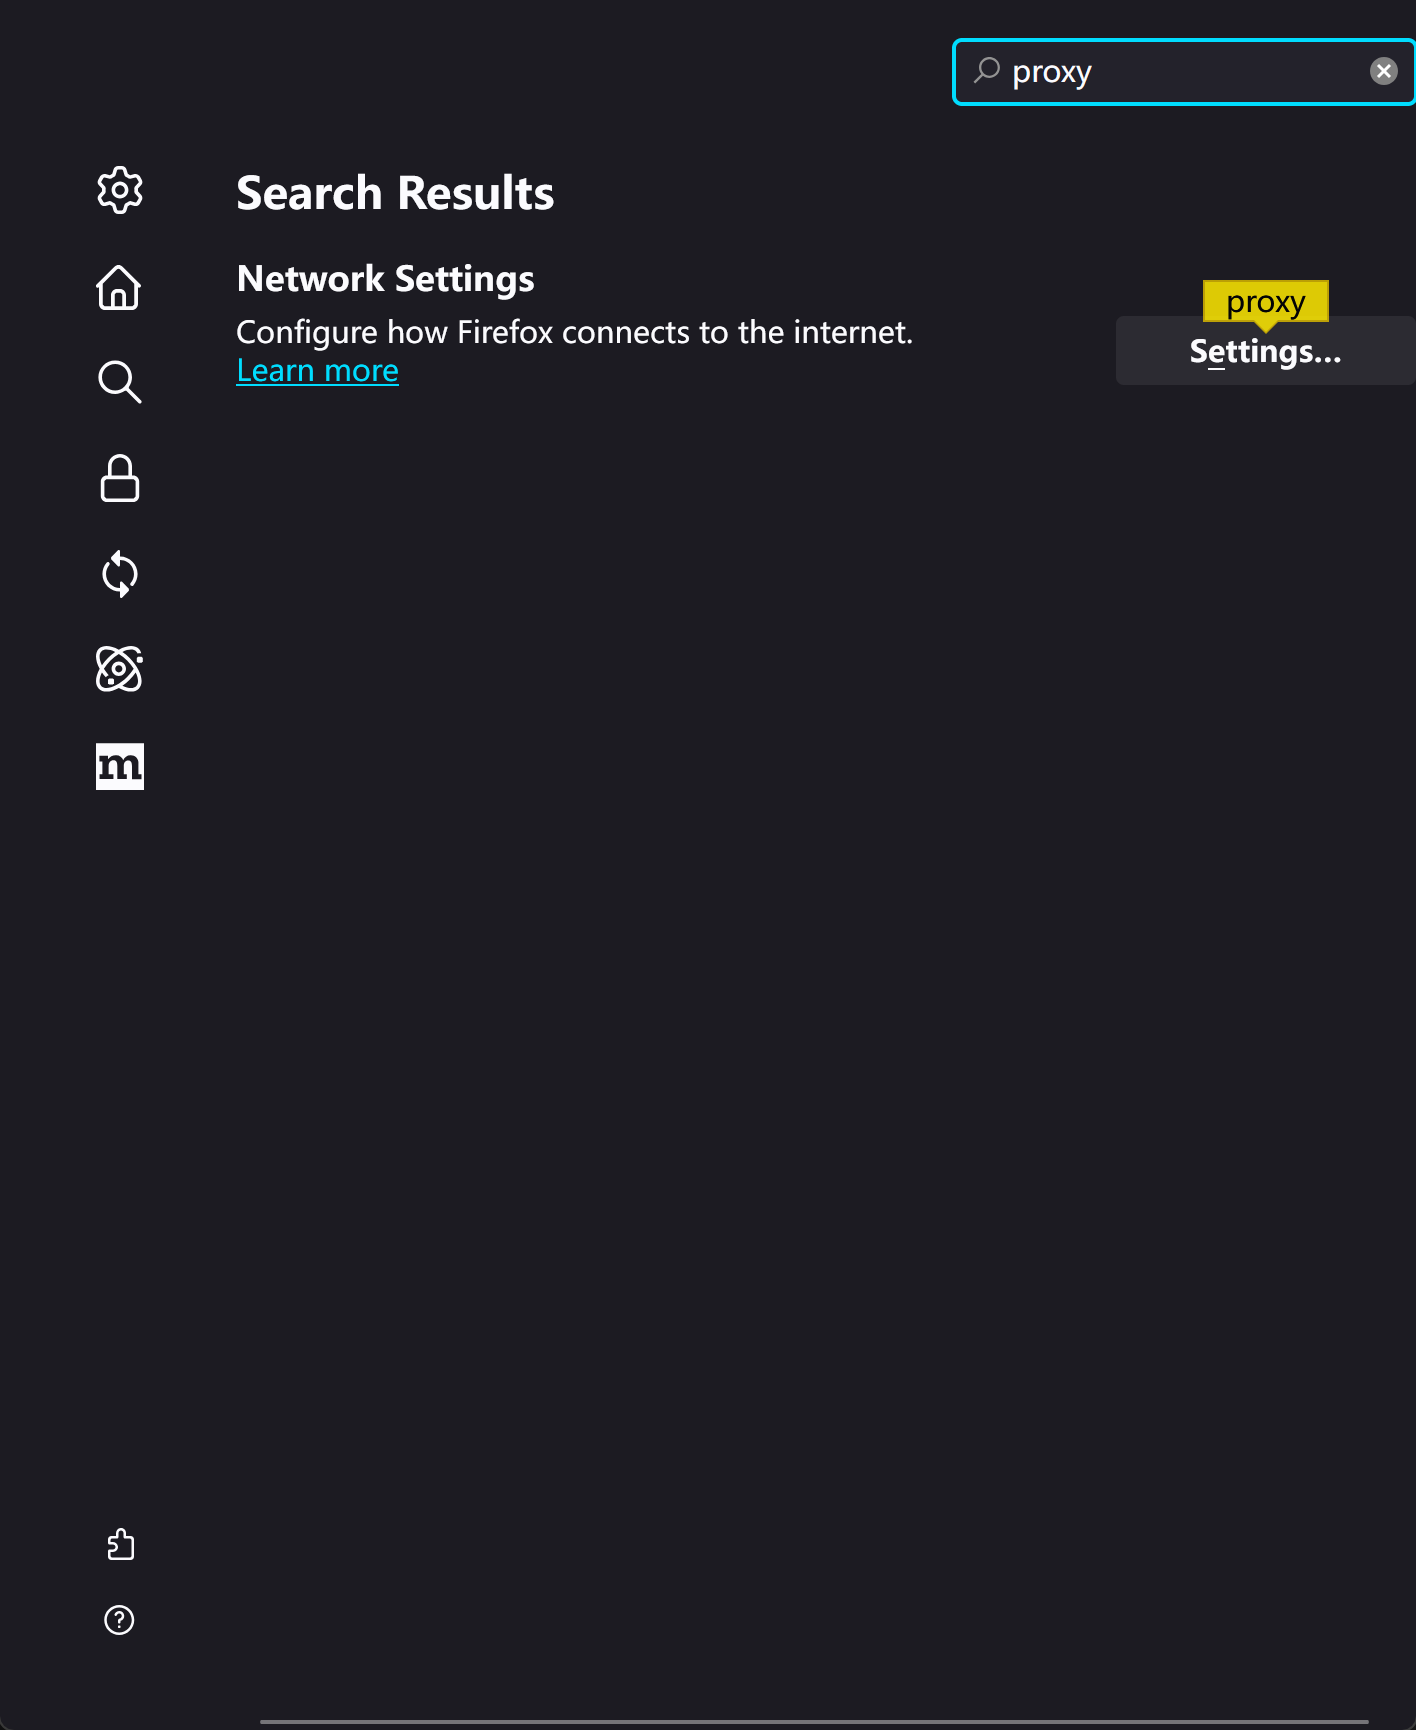 proxy
Search Results
Network Settings
Configure how Firefox connects to the internet.
Learn more
proxy
Settings...
m
?